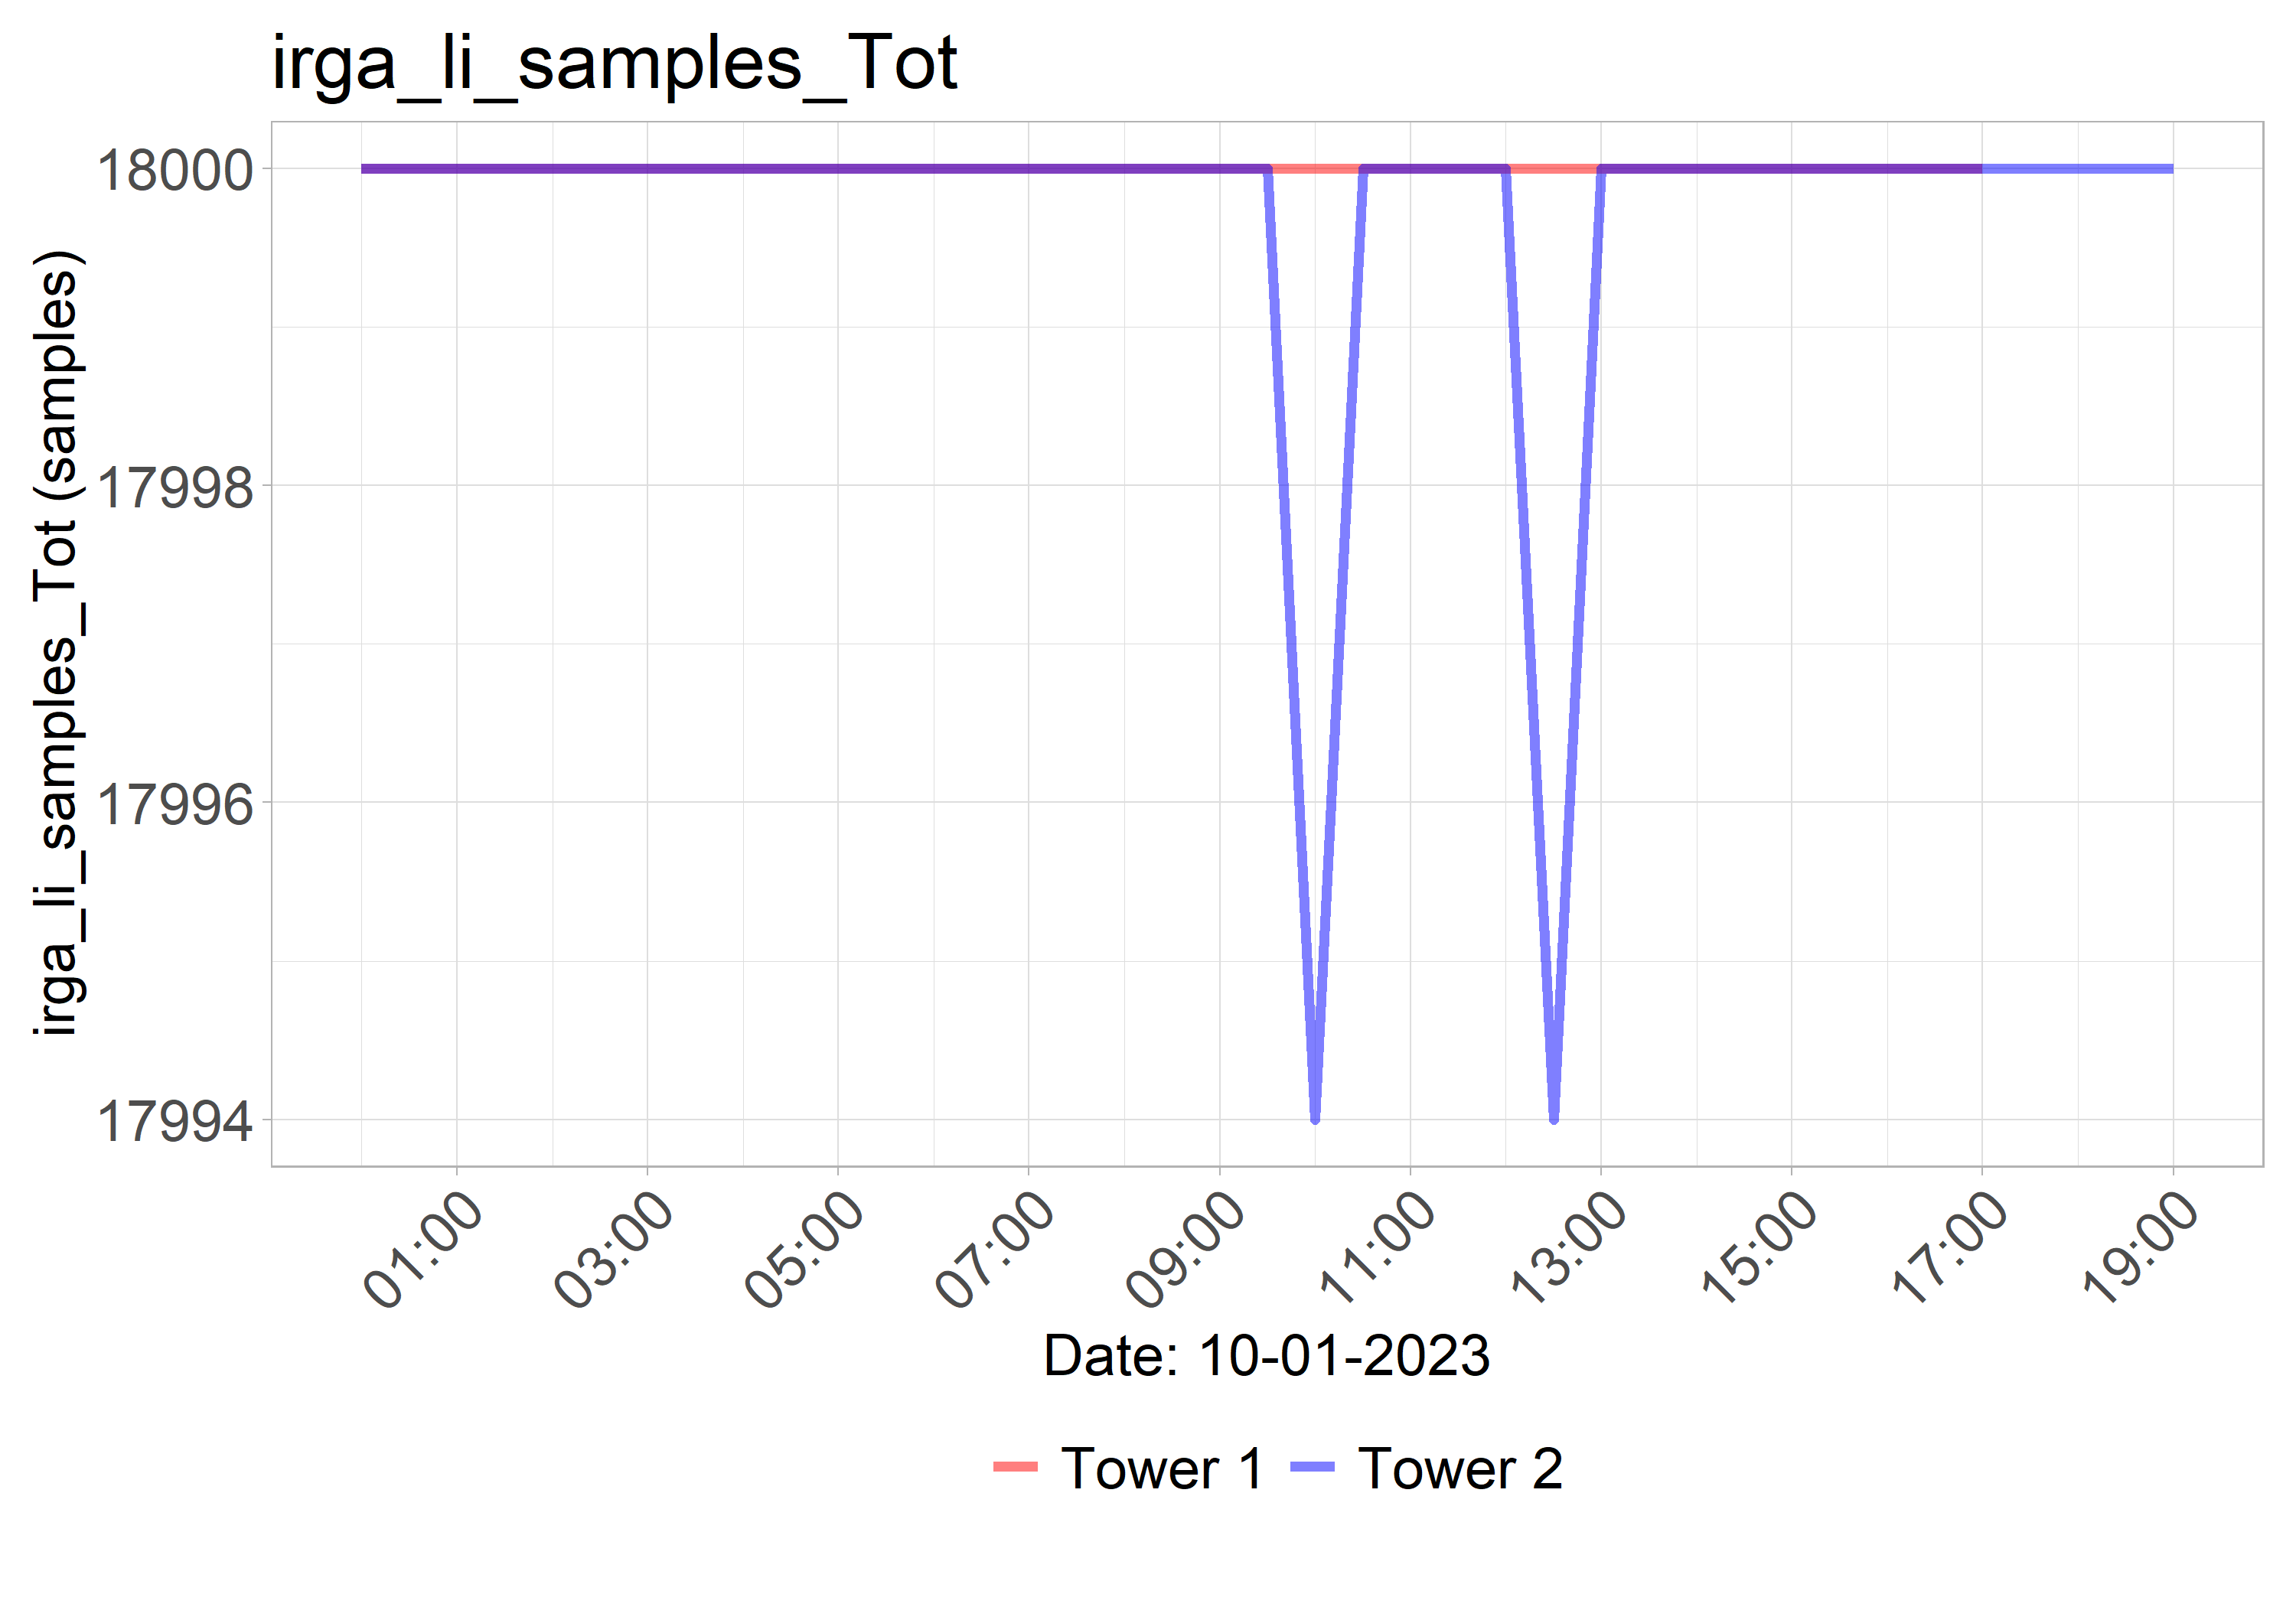 irga_li_samples_Tot
irga_li_samples_Tot (samples)
18000
17998
17996
17994
01:00 03:00 05:00 07:00 09:00 11:00 13:00 15:00 17:00 19:00
Date: 10-01-2023
Tower 1 Tower 2